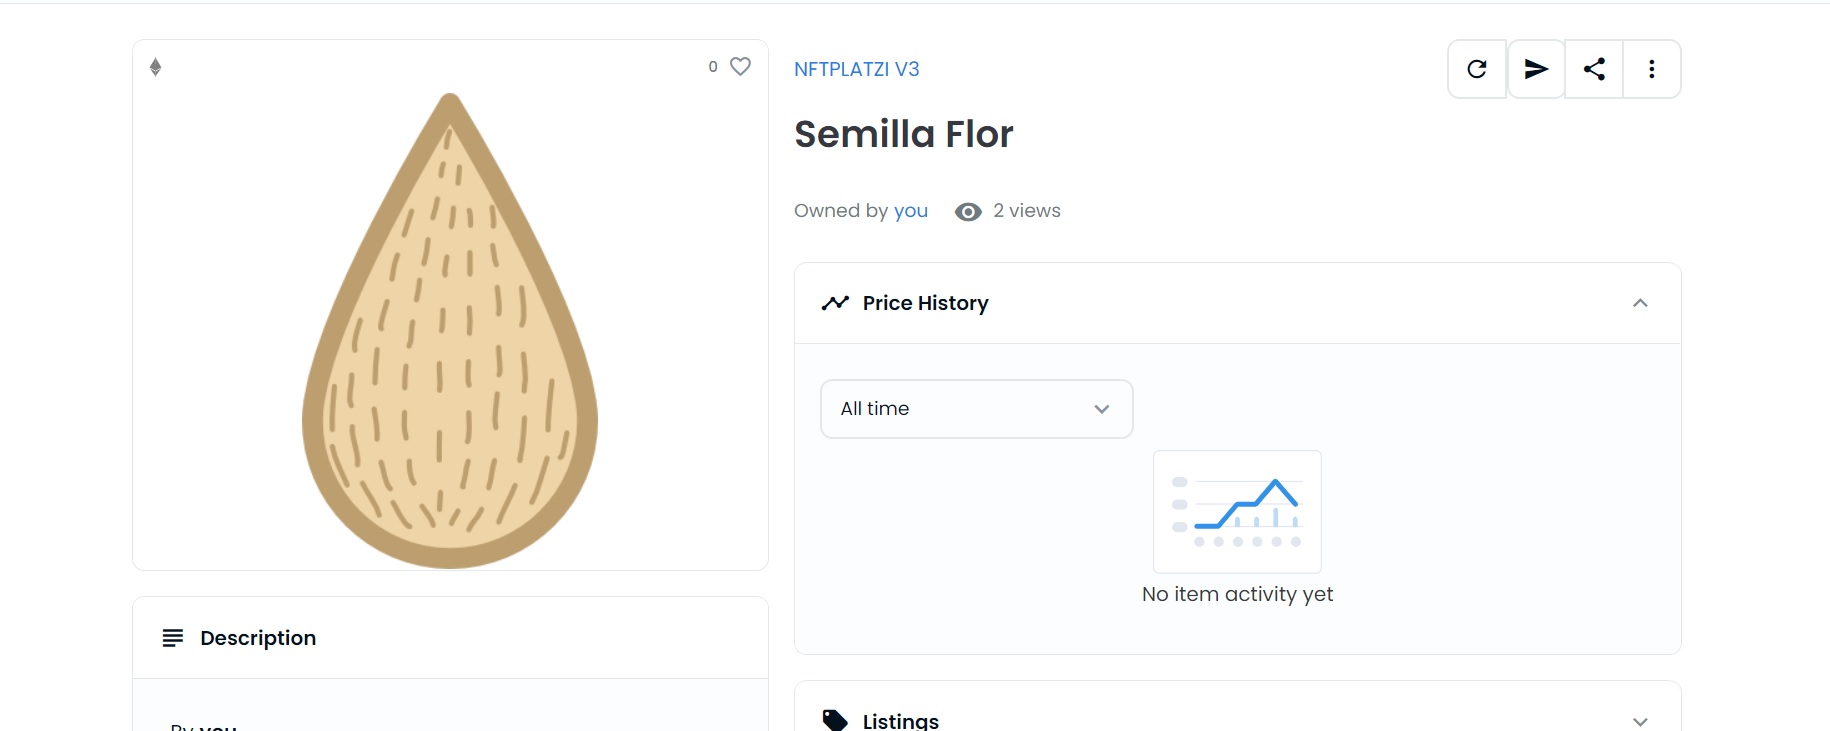 0
NFTPLATZI V3
Semilla Flor
Owned by you
2 views
Price History
All time
No item activity yet
Description
By you
Listings